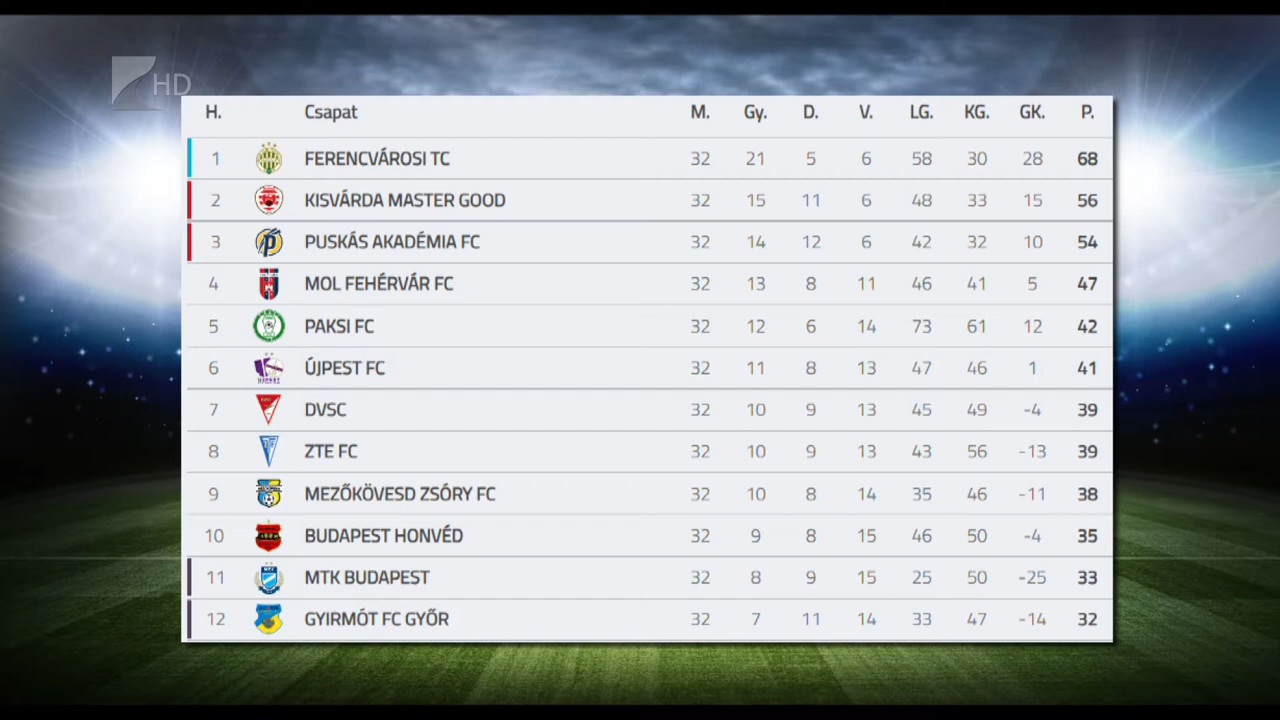 HD
H. Csapat M. Gy. D. V. LG. KG. GK. P.
1 FERENCVÁROSI TC 32 21 5 6 58 30 28 68
2 KISVÁRDA MASTER GOOD 32 15 11 6 48 33 15 56
3 PUSKÁS AKADÉMIA FC 32 14 12 6 42 32 10 54
4 MOL FEHÉRVÁR FC 32 13 8 11 46 41 5 47
5 PAKSI FC 32 12 6 14 73 61 12 42
6 ÚJPEST FC 32 11 8 13 47 46 1 41
7 DVSC 32 10 9 13 45 49 -4 39
8 ZTE FC 32 10 9 13 43 56 -13 39
9 MEZŐKÖVESD ZSÓRY FC 32 10 8 14 35 46 -11 38
10 BUDAPEST HONVÉD 32 9 8 15 46 50 -4 35
11 MTK BUDAPEST 32 8 9 15 25 50 -25 33
12 GYIRMÓT FC GYŐR 32 7 11 14 33 47 -14 32